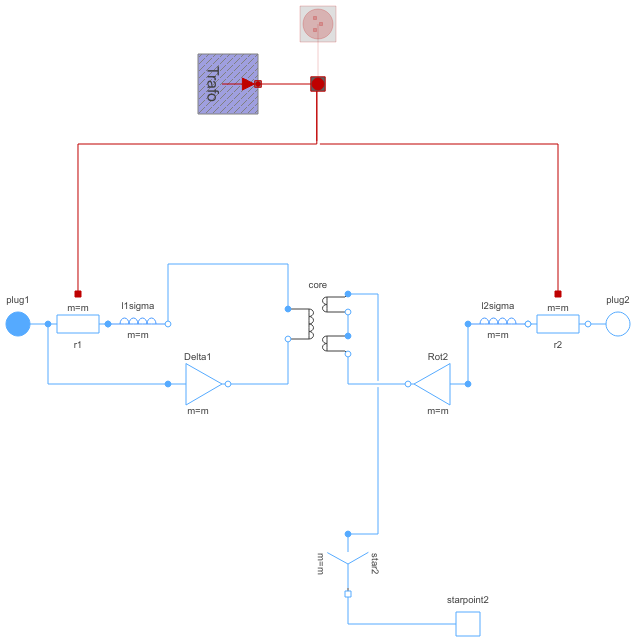 Trafo
core
plug1
m=m
l1sigma
l2sigma
m=m
plug2
r1
m=m
m=m
r2
Delta1
Rot2
m=m
m=m
m=m
star2
starpoint2